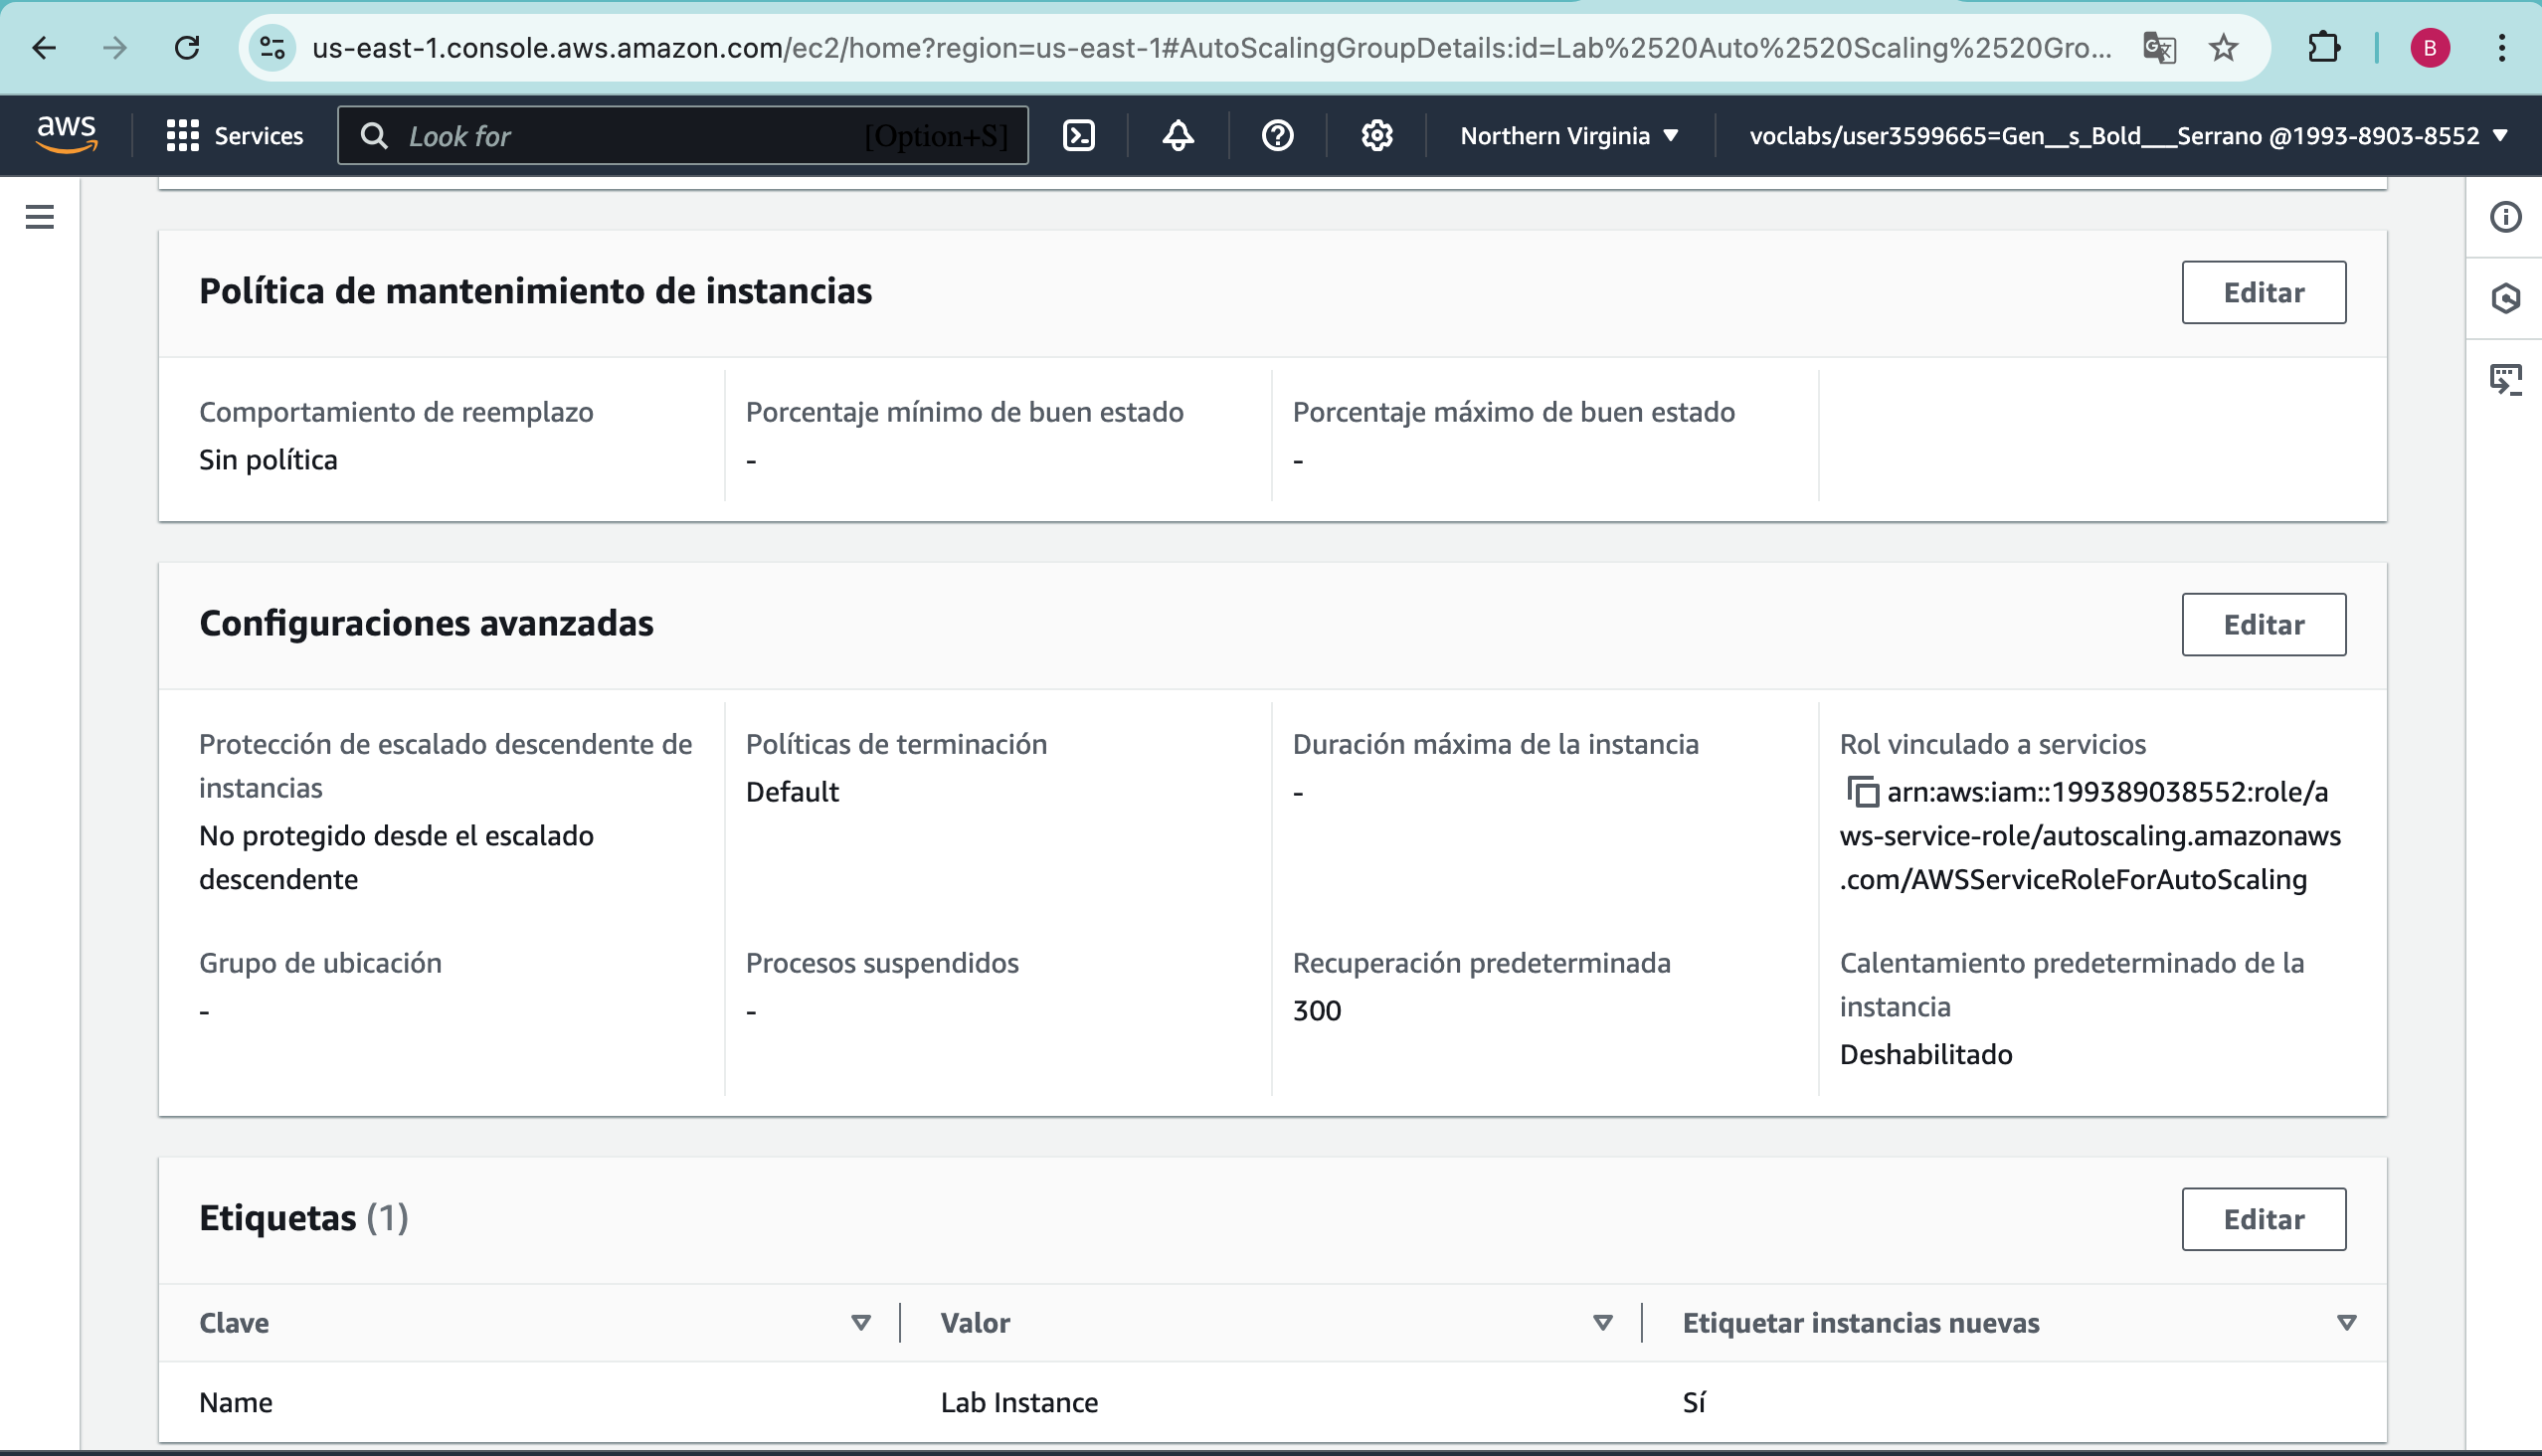 us-east-1.console.aws.amazon.com/ec2/home?region=us-east-1#AutoScalingGroupDetails:id=Lab%2520Auto%2520Scaling%2520Gro...
B
aws
Services
Look for
[Option+S]
Northern Virginia
voclabs/user3599665=Gen__s_Bold___Serrano @1993-8903-8552
Política de mantenimiento de instancias
Editar
Comportamiento de reemplazo
Sin política
Porcentaje mínimo de buen estado
-
Porcentaje máximo de buen estado
-
Configuraciones avanzadas
Editar
Protección de escalado descendente de
instancias
No protegido desde el escalado
descendente
Políticas de terminación
Default
Duración máxima de la instancia
-
Rol vinculado a servicios
arn:aws:iam::199389038552:role/a
ws-service-role/autoscaling.amazonaws
.com/AWSServiceRoleForAutoScaling
Grupo de ubicación
-
Procesos suspendidos
-
Recuperación predeterminada
300
Calentamiento predeterminado de la
instancia
Deshabilitado
Etiquetas (1)
Editar
Clave
Valor
Etiquetar instancias nuevas
Name
Lab Instance
Sí